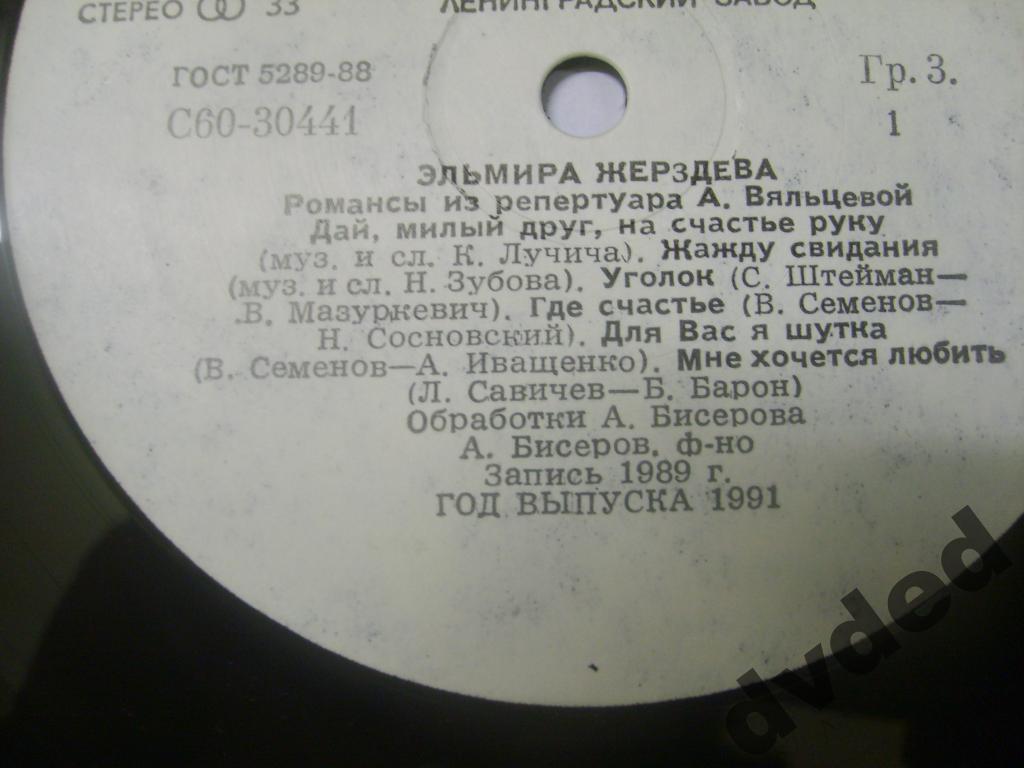 СТЕРЕО 33
ЛЕНИНГРАДСКИЙ ЗАВОД
ГОСТ 5289-88
Гр. 3.
С60-30441
1
ЭЛЬМИРА ЖЕРЗДЕВА
Романсы из репертуара А. Вяльцевой
Дай, милый друг, на счастье руку
(муз. и сл. К. Лучича). Жажду свидания
(муз. и сл. Н. Зубова). Уголок (С. Штейман—
В. Мазуркевич). Где счастье (В. Семенов—
Н. Сосновский). Для Вас я шутка
(В. Семенов—А. Иващенко). Мне хочется любить
(Л. Савичев—Б. Барон)
Обработки А. Бисерова
А. Бисеров, ф-но
Запись 1989 г.
ГОД ВЫПУСКА 1991
dvded